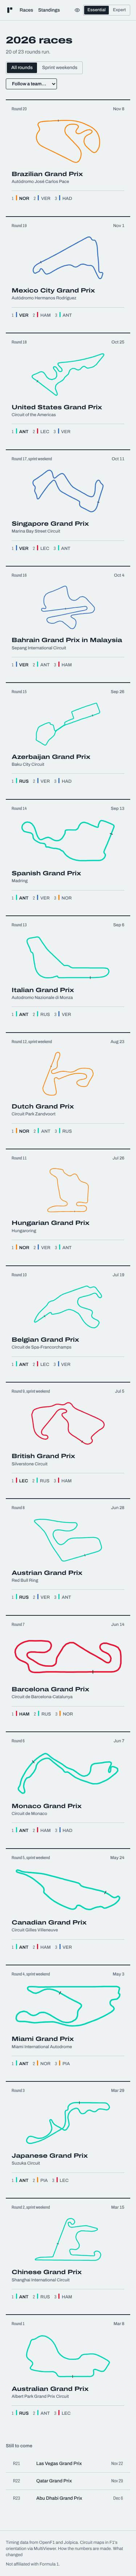 r
Races Standings
Essential Expert
2026 races
20 of 23 rounds run.
All rounds Sprint weekends
Follow a team...
Round 20 Nov 8
Brazilian Grand Prix
Autódromo José Carlos Pace
1 NOR 2 VER 3 HAD
Round 19 Nov 1
Mexico City Grand Prix
Autódromo Hermanos Rodríguez
1 VER 2 HAM 3 ANT
Round 18 Oct 25
United States Grand Prix
Circuit of the Americas
1 ANT 2 LEC 3 VER
Round 17, sprint weekend Oct 11
Singapore Grand Prix
Marina Bay Street Circuit
1 VER 2 LEC 3 ANT
Oct 4
Bahrain Grand Prix in Malaysia
Sepang International Circuit
1 VER 2 ANT 3 HAM
Sep 26
Azerbaijan Grand Prix
Baku City Circuit
1 RUS 2 VER 3 HAD
Round 14 Sep 13
Spanish Grand Prix
Madring
1 ANT 2 VER 3 NOR
Round 13 Sep 6
Italian Grand Prix
Autodromo Nazionale di Monza
1 ANT 2 RUS 3 VER
Round 12, sprint weekend Aug 23
Dutch Grand Prix
Circuit Park Zandvoort
1 NOR 2 ANT 3 RUS
Round 11 Jul 26
Hungarian Grand Prix
Hungaroring
1 NOR 2 VER 3 ANT
Round 10 Jul 19
Belgian Grand Prix
Circuit de Spa-Francorchamps
1 ANT 2 LEC 3 VER
Round 9, sprint weekend Jul 5
British Grand Prix
Silverstone Circuit
1 LEC 2 RUS 3 HAM
Round 8 Jun 28
Austrian Grand Prix
Red Bull Ring
1 RUS 2 VER 3 ANT
Round 7 Jun 14
Barcelona Grand Prix
Circuit de Barcelona-Catalunya
1 HAM 2 RUS 3 NOR
Round 6 Jun 7
Monaco Grand Prix
Circuit de Monaco
1 ANT 2 HAM 3 HAD
Round 5, sprint weekend May 24
Canadian Grand Prix
Circuit Gilles Villeneuve
1 ANT 2 HAM 3 VER
Round 4, sprint weekend May 3
Miami Grand Prix
Miami International Autodrome
1 ANT 2 NOR 3 PIA
Round 3 Mar 29
Japanese Grand Prix
Suzuka Circuit
1 ANT 2 PIA 3 LEC
Round 2, sprint weekend Mar 15
Chinese Grand Prix
Shanghai International Circuit
1 ANT 2 RUS 3 HAM
Round 1 Mar 8
Australian Grand Prix
Albert Park Grand Prix Circuit
1 RUS 2 ANT 3 LEC
Still to come
R21 Las Vegas Grand Prix Nov 22
R22 Qatar Grand Prix Nov 29
R23 Abu Dhabi Grand Prix Dec 6
Timing data from OpenF1 and Jolpica. Circuit maps in F1's
orientation via MultiViewer. How the numbers are made. What
changed
Not affiliated with Formula 1.